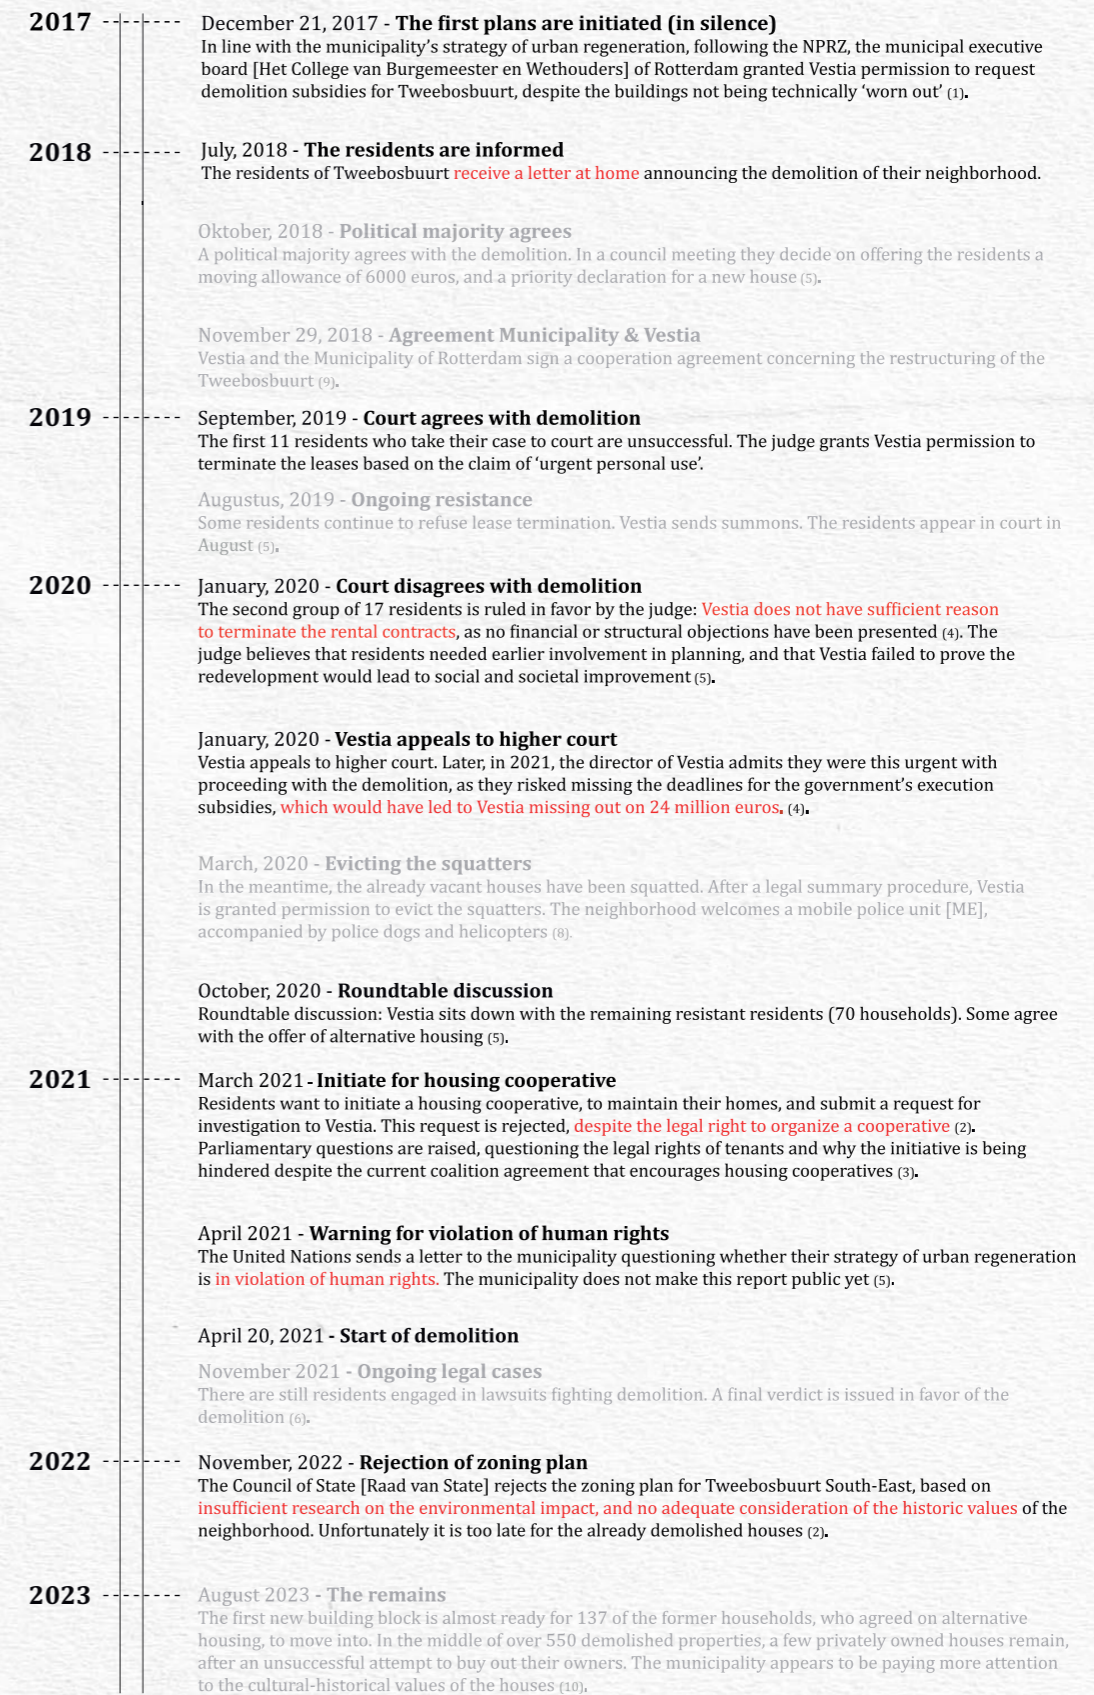 2017
December 21, 2017 - The first plans are initiated (in silence)
In line with the municipality's strategy of urban regeneration, following the NPRZ, the municipal executive
board [Het College van Burgemeester en Wethouders] of Rotterdam granted Vestia permission to request
demolition subsidies for Tweebosbuurt, despite the buildings not being technically 'worn out' (1).
2018
July, 2018 - The residents are informed
The residents of Tweebosbuurt receive a letter at home announcing the demolition of their neighborhood.
Oktober, 2018 - Political majority agrees
A political majority agrees with the demolition. In a council meeting they decide on offering the residents a
moving allowance of 6000 euros, and a priority declaration for a new house (5).
November 29, 2018 - Agreement Municipality & Vestia
Vestia and the Municipality of Rotterdam sign a cooperation agreement concerning the restructuring of the
Tweebosbuurt (9).
2019
September, 2019 - Court agrees with demolition
The first 11 residents who take their case to court are unsuccessful. The judge grants Vestia permission to
terminate the leases based on the claim of 'urgent personal use'.
Augustus, 2019 - Ongoing resistance
Some residents continue to refuse lease termination. Vestia sends summons. The residents appear in court in
August (5).
2020
January, 2020 - Court disagrees with demolition
The second group of 17 residents is ruled in favor by the judge: Vestia does not have sufficient reason
to terminate the rental contracts, as no financial or structural objections have been presented (4). The
judge believes that residents needed earlier involvement in planning, and that Vestia failed to prove the
redevelopment would lead to social and societal improvement (5).
January, 2020 - Vestia appeals to higher court
Vestia appeals to higher court. Later, in 2021, the director of Vestia admits they were this urgent with
proceeding with the demolition, as they risked missing the deadlines for the government's execution
subsidies, which would have led to Vestia missing out on 24 million euros. (4).
March, 2020 - Evicting the squatters
In the meantime, the already vacant houses have been squatted. After a legal summary procedure, Vestia
is granted permission to evict the squatters. The neighborhood welcomes a mobile police unit [ME],
accompanied by police dogs and helicopters (8).
October, 2020 - Roundtable discussion
Roundtable discussion: Vestia sits down with the remaining resistant residents (70 households). Some agree
with the offer of alternative housing (5).
2021
March 2021 - Initiate for housing cooperative
Residents want to initiate a housing cooperative, to maintain their homes, and submit a request for
investigation to Vestia. This request is rejected, despite the legal right to organize a cooperative (2).
Parliamentary questions are raised, questioning the legal rights of tenants and why the initiative is being
hindered despite the current coalition agreement that encourages housing cooperatives (3).
April 2021 - Warning for violation of human rights
The United Nations sends a letter to the municipality questioning whether their strategy of urban regeneration
is in violation of human rights. The municipality does not make this report public yet (5).
April 20, 2021 - Start of demolition
November 2021 - Ongoing legal cases
There are still residents engaged in lawsuits fighting demolition. A final verdict is issued in favor of the
demolition (6).
2022
November, 2022 - Rejection of zoning plan
The Council of State [Raad van State] rejects the zoning plan for Tweebosbuurt South-East, based on
insufficient research on the environmental impact, and no adequate consideration of the historic values of the
neighborhood. Unfortunately it is too late for the already demolished houses (2).
2023
August 2023 - The remains
The first new building block is almost ready for 137 of the former households, who agreed on alternative
housing, to move into. In the middle of over 550 demolished properties, a few privately owned houses remain,
after an unsuccessful attempt to buy out their owners. The municipality appears to be paying more attention
to the cultural-historical values of the houses (10).